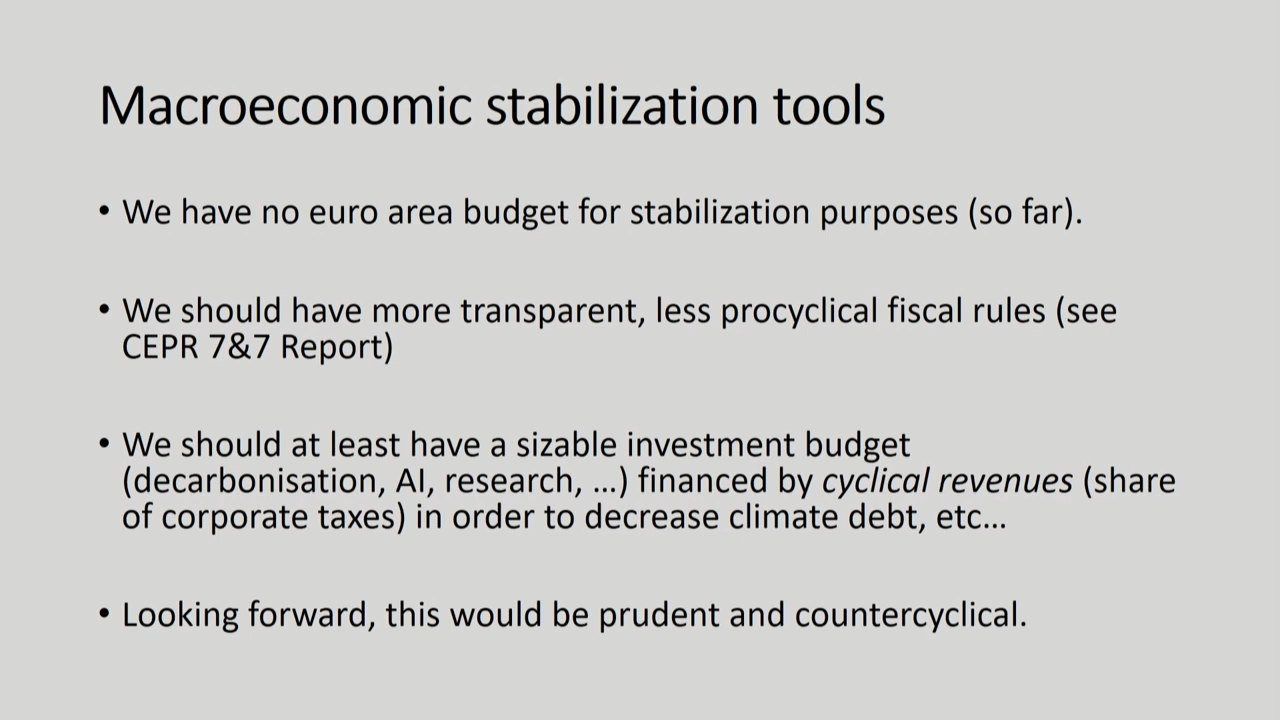 Macroeconomic stabilization tools
• We have no euro area budget for stabilization purposes (so far).
• We should have more transparent, less procyclical fiscal rules (see
CEPR 7&7 Report)
• We should at least have a sizable investment budget
(decarbonisation, AI, research, …) financed by cyclical revenues (share
of corporate taxes) in order to decrease climate debt, etc…
• Looking forward, this would be prudent and countercyclical.